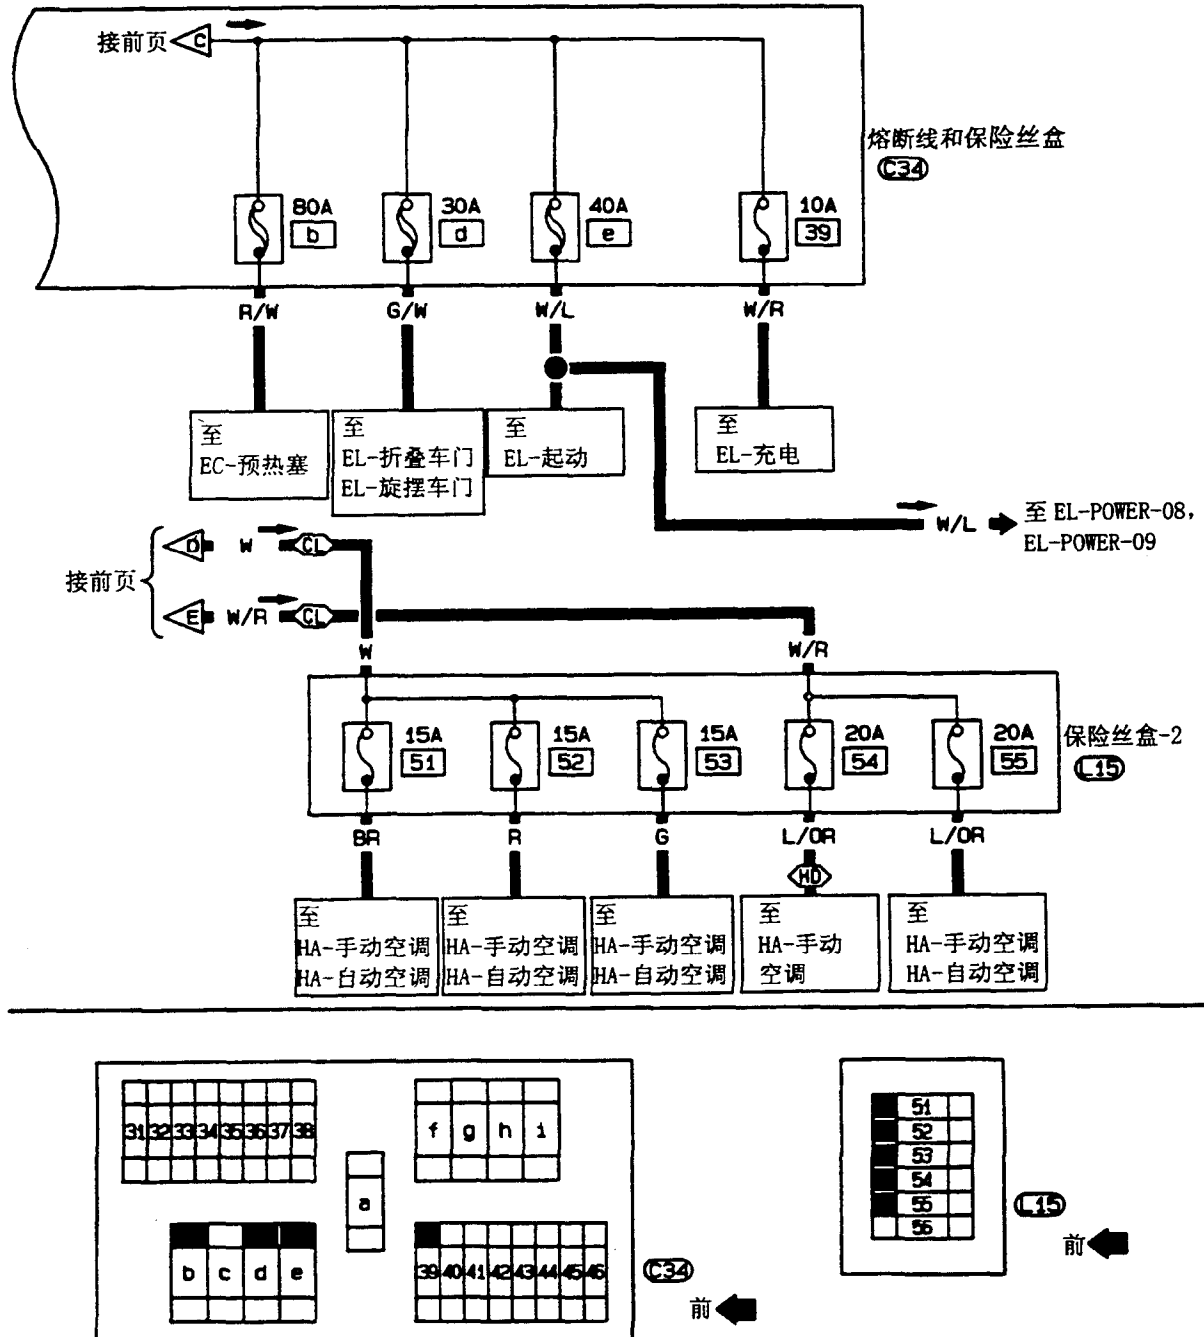 接前页 C
熔断线和保险丝盒
C34
80A
b
30A
d
40A
e
10A
39
R/W
G/W
W/L
W/R
至
EC-预热塞
至
EL-折叠车门
EL-旋摆车门
至
EL-起动
至
EL-充电
W/L
至 EL-POWER-08,
EL-POWER-09
接前页
D W CL
E W/R CL
W
W/R
保险丝盒-2
L15
15A
51
15A
52
15A
53
20A
54
20A
55
BR
R
G
L/OR
L/OR
HD
至
HA-手动空调
HA-自动空调
至
HA-手动空调
HA-自动空调
至
HA-手动空调
HA-自动空调
至
HA-手动
空调
至
HA-手动空调
HA-自动空调
31 32 33 34 35 36 37 38
f g h i
a
b c d e
39 40 41 42 43 44 45 46
C34
前
51
52
53
54
55
56
L15
前